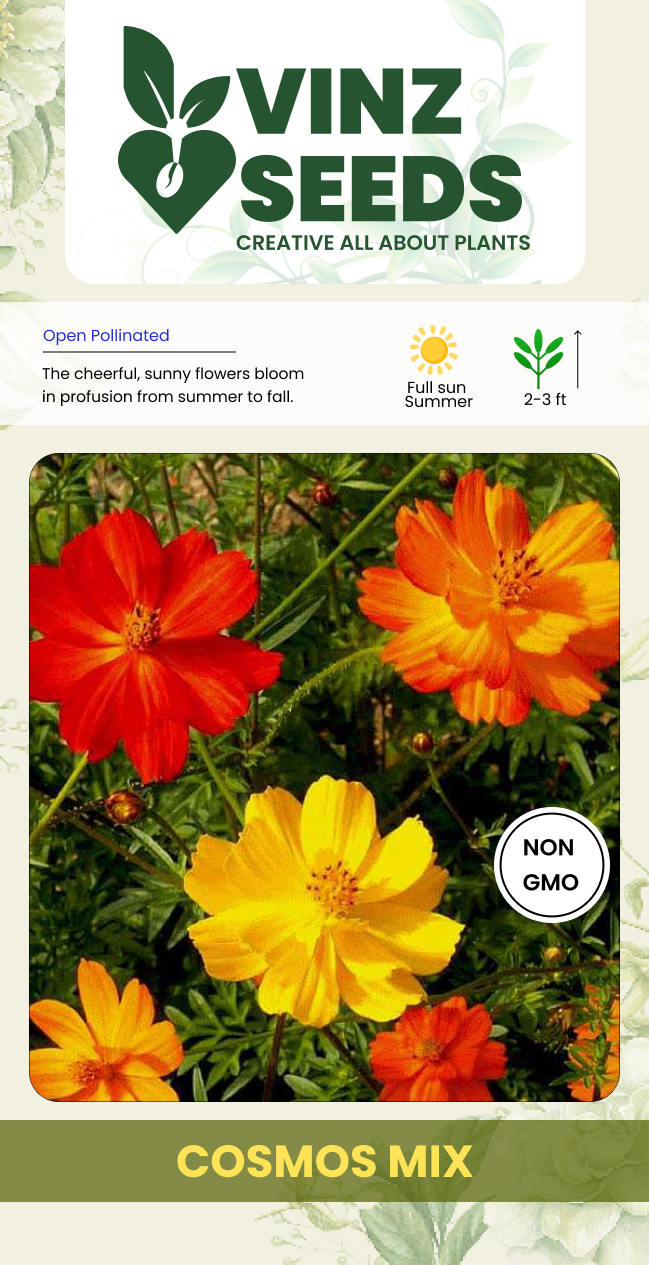 VINZ
SEEDS
CREATIVE ALL ABOUT PLANTS
Open Pollinated
The cheerful, sunny flowers bloom
in profusion from summer to fall.
Full sun
Summer
2-3 ft
NON
GMO
COSMOS MIX